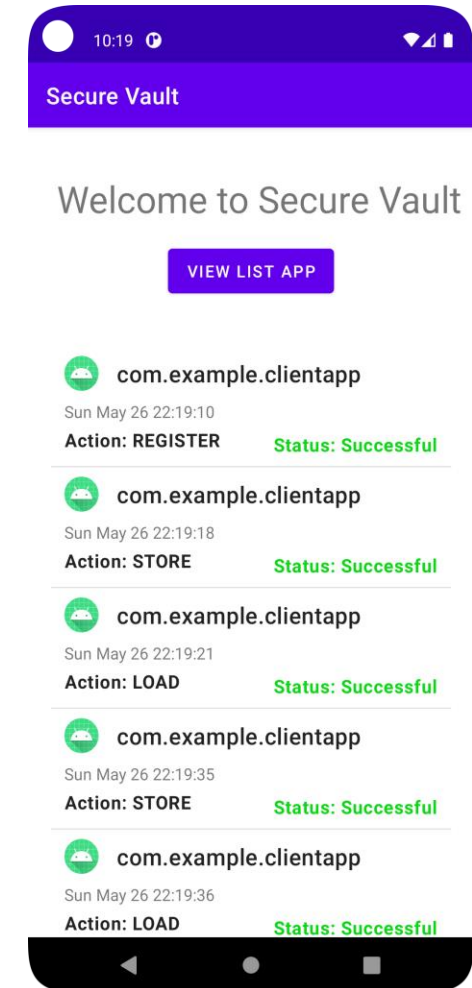 10:19
Secure Vault
Welcome to Secure Vault
VIEW LIST APP
com.example.clientapp
Sun May 26 22:19:10
Action: REGISTER Status: Successful
com.example.clientapp
Sun May 26 22:19:18
Action: STORE Status: Successful
com.example.clientapp
Sun May 26 22:19:21
Action: LOAD Status: Successful
com.example.clientapp
Sun May 26 22:19:35
Action: STORE Status: Successful
com.example.clientapp
Sun May 26 22:19:36
Action: LOAD Status: Successful